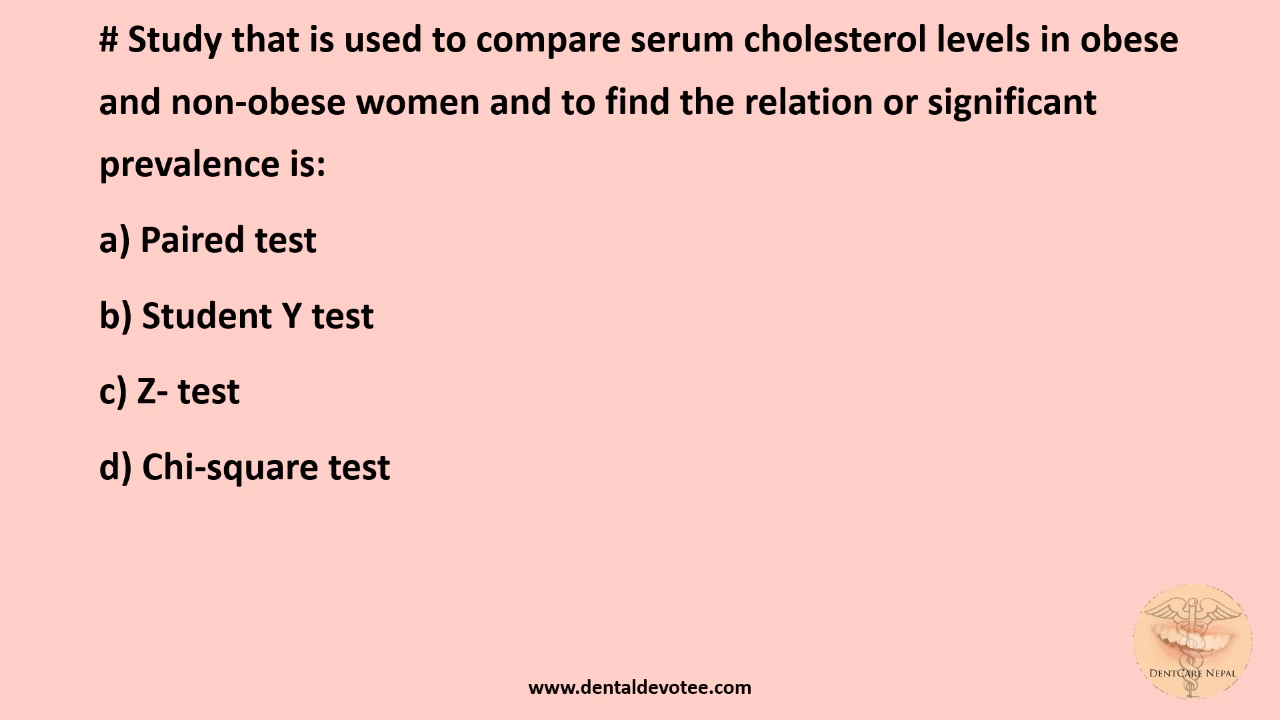 # Study that is used to compare serum cholesterol levels in obese
and non-obese women and to find the relation or significant
prevalence is:
a) Paired test
b) Student Y test
c) Z- test
d) Chi-square test
DENTCARE NEPAL
www.dentaldevotee.com